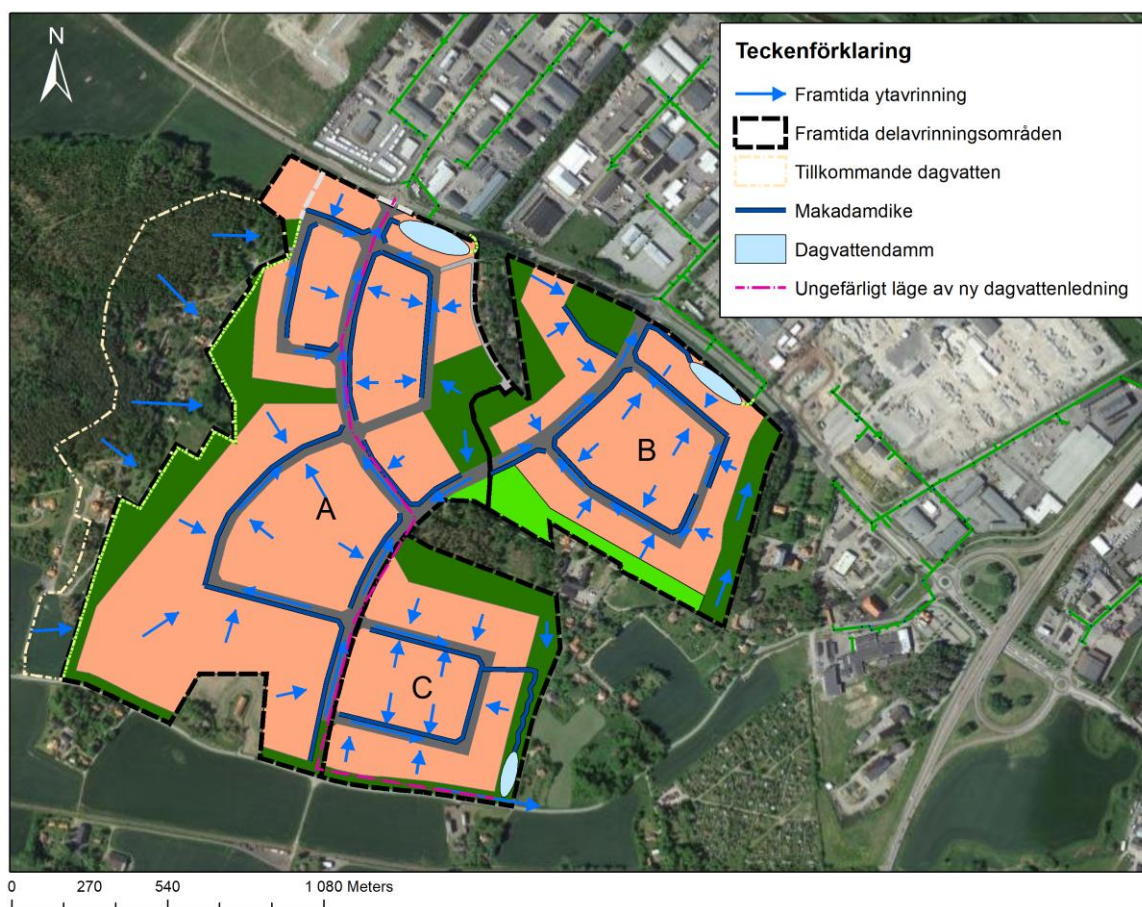 N
Teckenförklaring
Framtida ytavrinning
Framtida delavrinningsområden
Tillkommande dagvatten
Makadamdike
Dagvattendamm
Ungefärligt läge av ny dagvattenledning
A
B
C
0 270 540 1 080 Meters